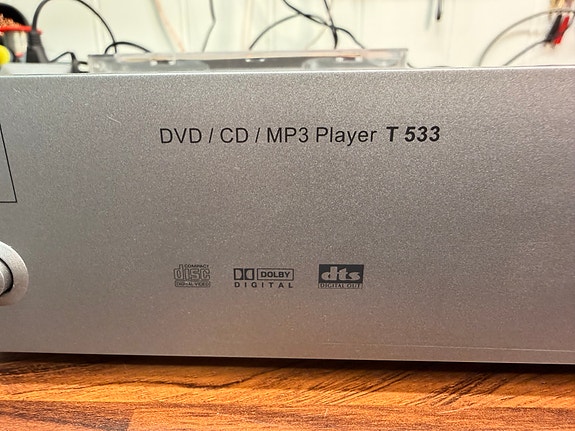 DVD / CD / MP3 Player T 533
COMPACT
disc
DIGITAL VIDEO
DOLBY
DIGITAL
dts
DIGITAL OUT